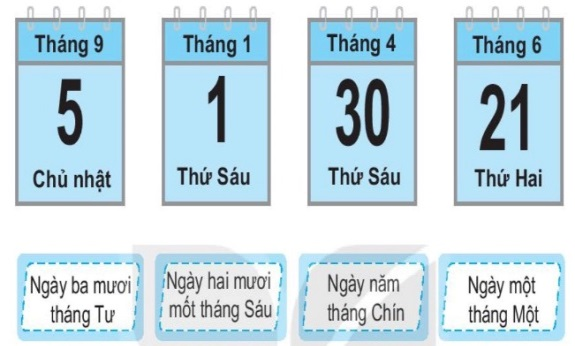 Tháng 9
5
Chủ nhật
Tháng 1
1
Thứ Sáu
Tháng 4
30
Thứ Sáu
Tháng 6
21
Thứ Hai
Ngày ba mươi
tháng Tư
Ngày hai mươi
mốt tháng Sáu
Ngày năm
tháng Chín
Ngày một
tháng Một